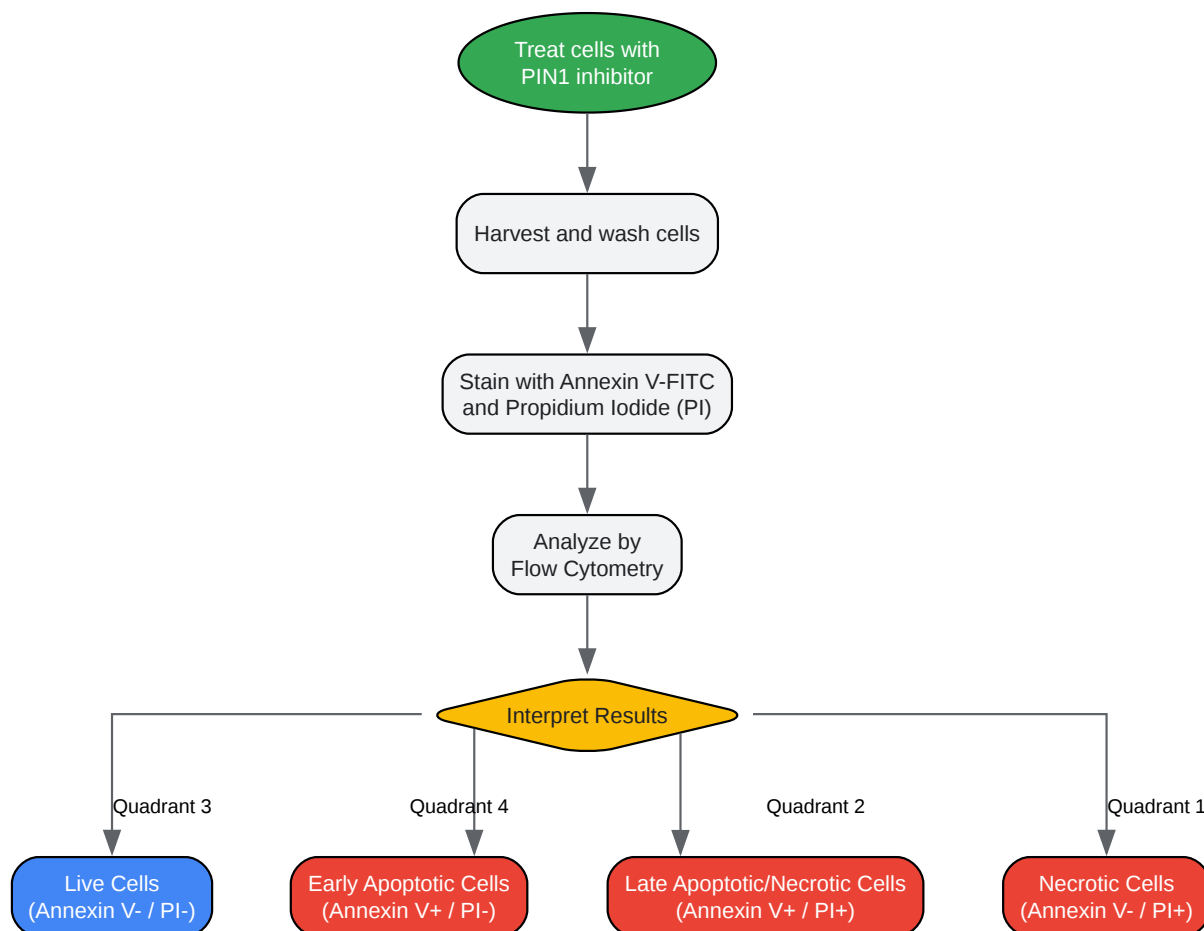 Treat cells with
PIN1 inhibitor
Harvest and wash cells
Stain with Annexin V-FITC
and Propidium Iodide (PI)
Analyze by
Flow Cytometry
Interpret Results
Quadrant 3
Quadrant 4
Quadrant 2
Quadrant 1
Live Cells
(Annexin V- / PI-)
Early Apoptotic Cells
(Annexin V+ / PI-)
Late Apoptotic/Necrotic Cells
(Annexin V+ / PI+)
Necrotic Cells
(Annexin V- / PI+)